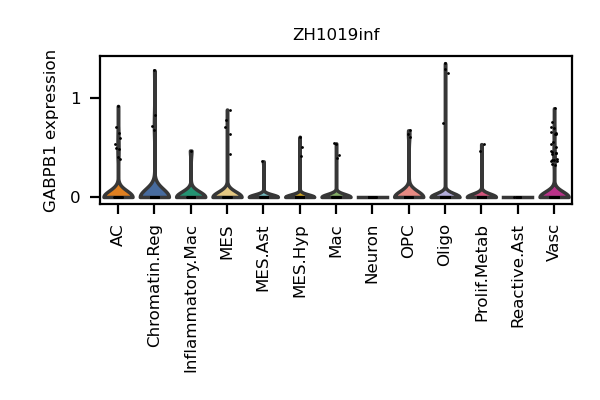 ZH1019inf
GABPB1 expression
1
0
AC
Chromatin.Reg
Inflammatory.Mac
MES
MES.Ast
MES.Hyp
Mac
Neuron
OPC
Oligo
Prolif.Metab
Reactive.Ast
Vasc